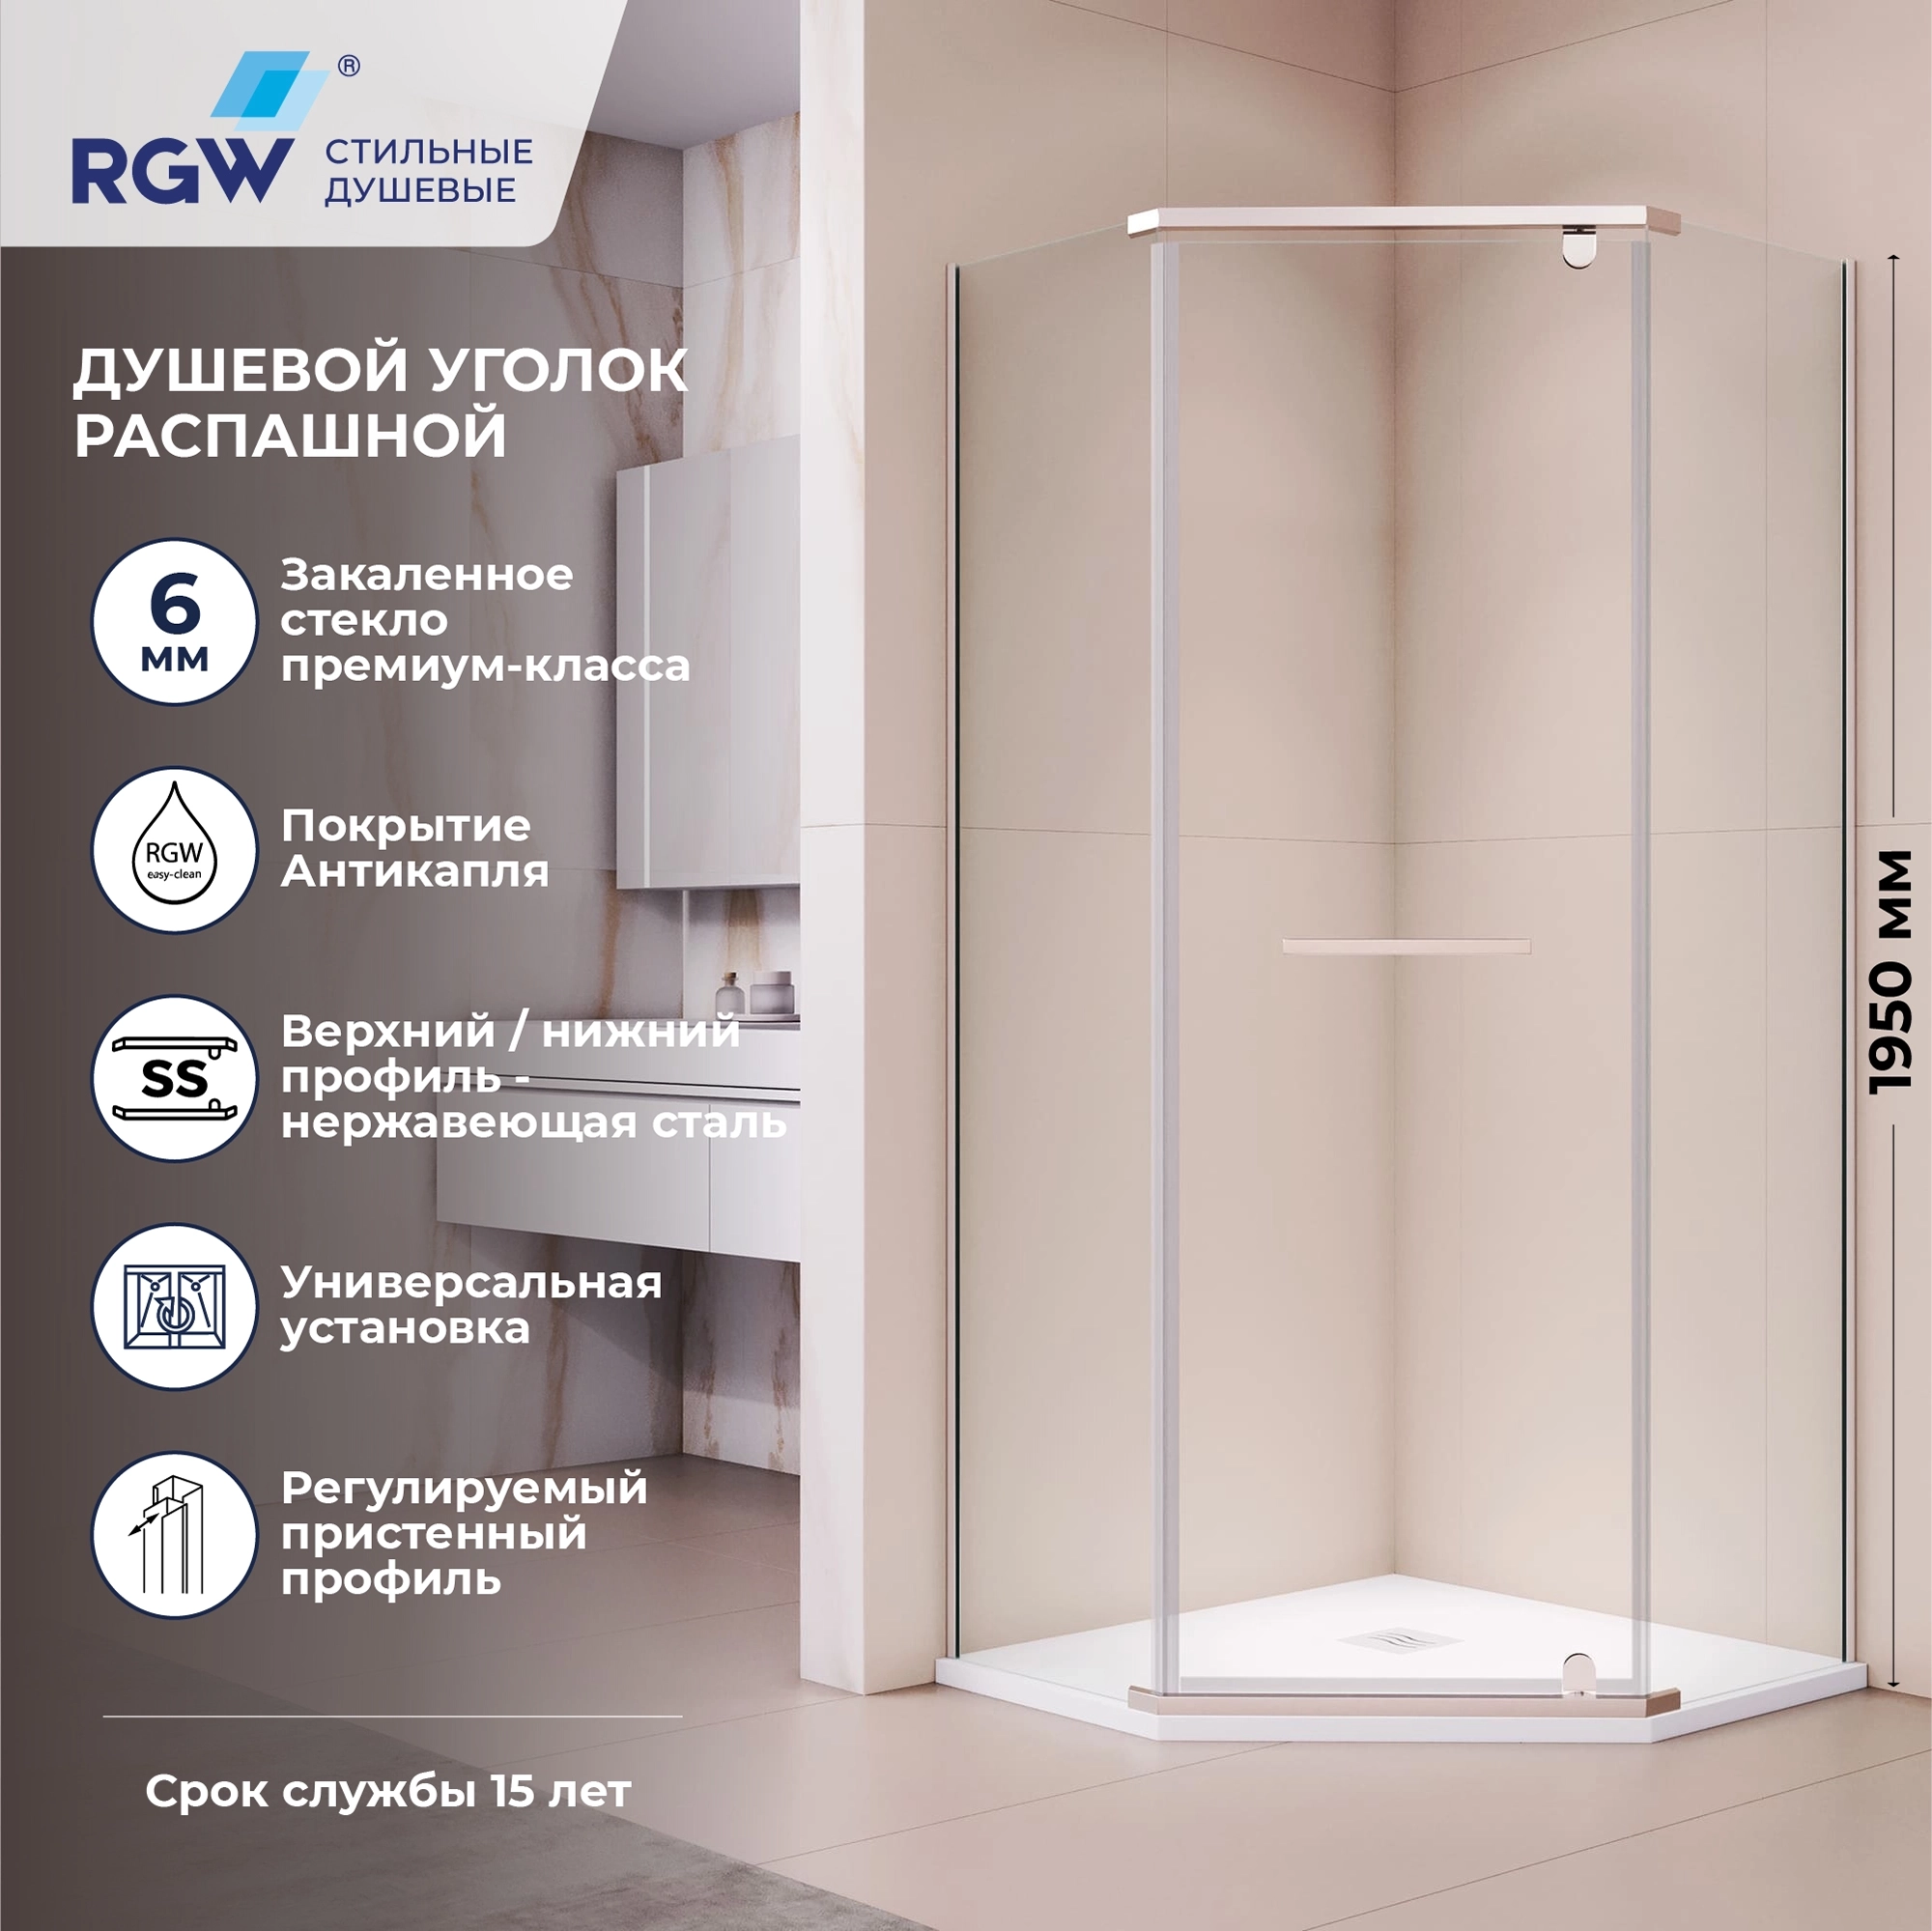 ®
RGW
СТИЛЬНЫЕ
ДУШЕВЫЕ
ДУШЕВОЙ УГОЛОК
РАСПАШНОЙ
6
ММ
Закаленное
стекло
премиум-класса
RGW
easy-clean
Покрытие
Антикапля
SS
Верхний / нижний
профиль -
нержавеющая сталь
Универсальная
установка
Регулируемый
пристенный
профиль
Срок службы 15 лет
1950 ММ